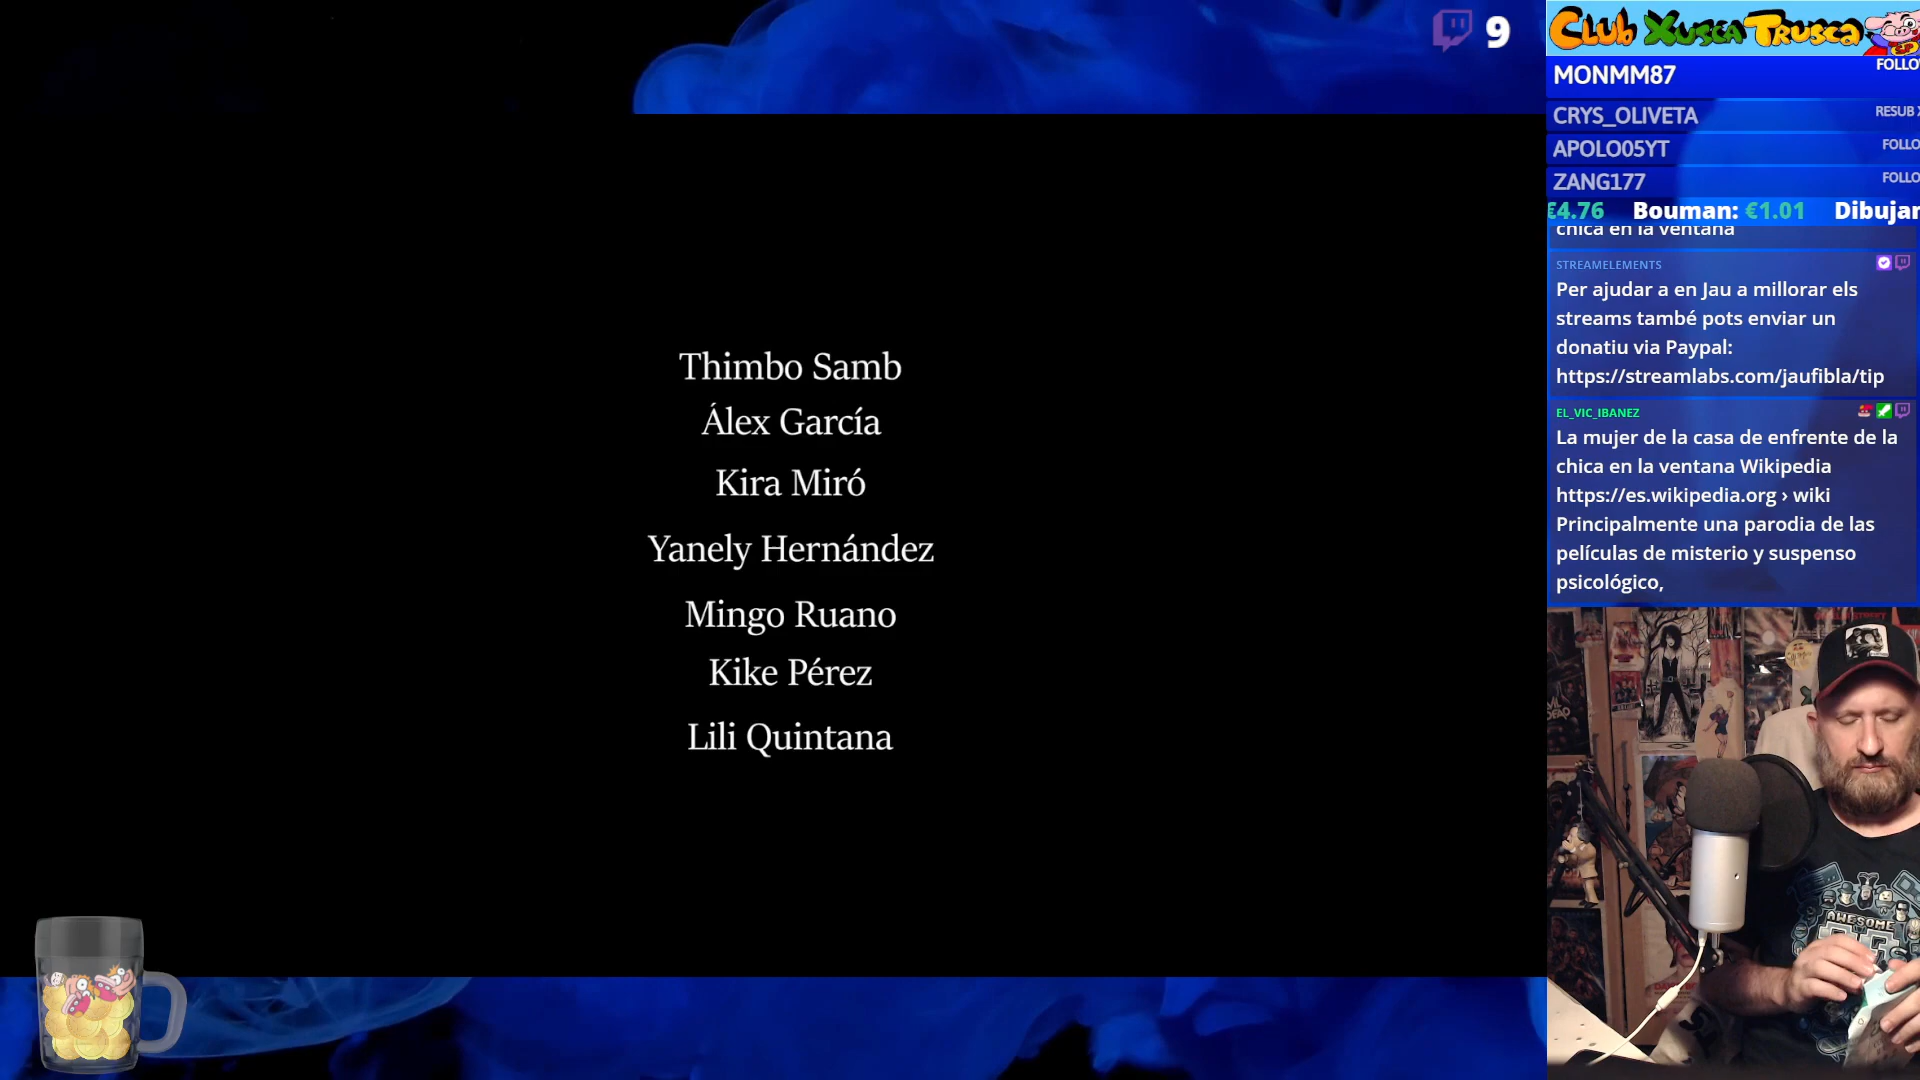 9
Thimbo Samb
Álex García
Kira Miró
Yanely Hernández
Mingo Ruano
Kike Pérez
Lili Quintana
Club Xusca Trusca
MONMM87 FOLLO
CRYS_OLIVETA RESUB X
APOLO05YT FOLLO
ZANG177 FOLLO
€4.76 Bouman: €1.01 Dibujar
chica en la ventana
STREAMELEMENTS
Per ajudar a en Jau a millorar els
streams també pots enviar un
donatiu via Paypal:
https://streamlabs.com/jaufibla/tip
EL_VIC_IBANEZ
La mujer de la casa de enfrente de la
chica en la ventana Wikipedia
https://es.wikipedia.org › wiki
Principalmente una parodia de las
películas de misterio y suspenso
psicológico,
AWESOME